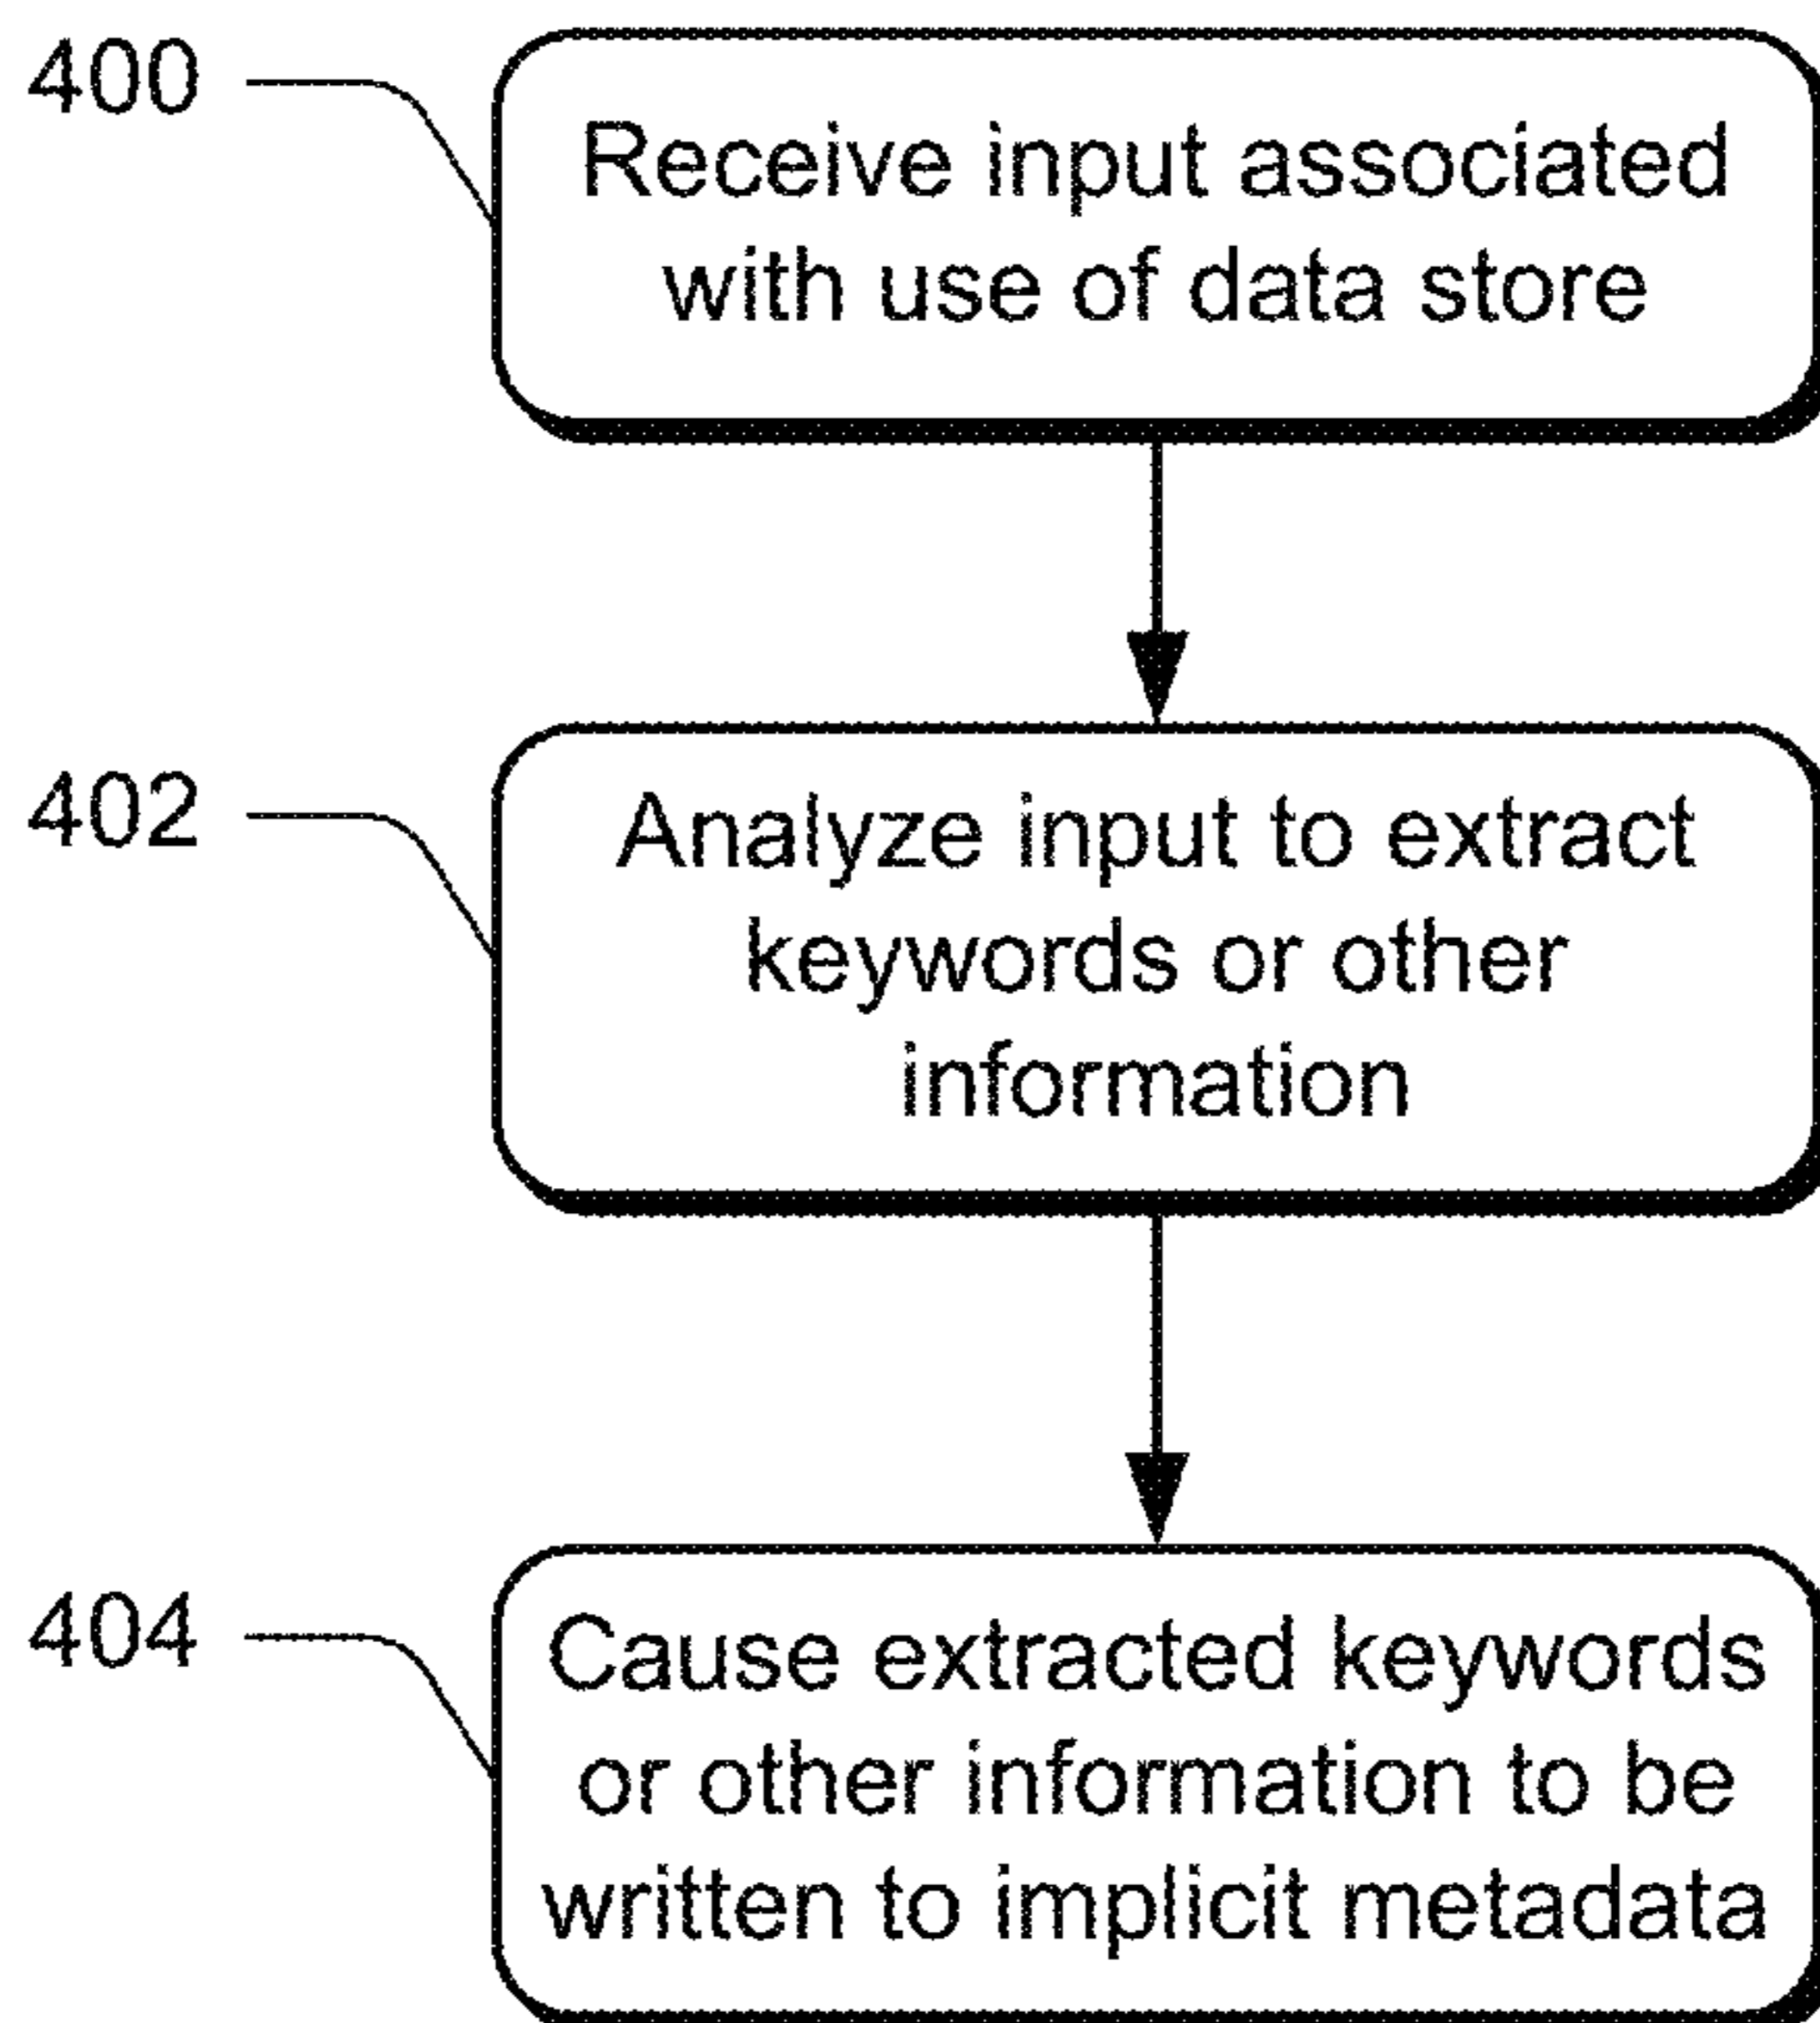 400
Receive input associated
with use of data store
402
Analyze input to extract
keywords or other
information
404
Cause extracted keywords
or other information to be
written to implicit metadata